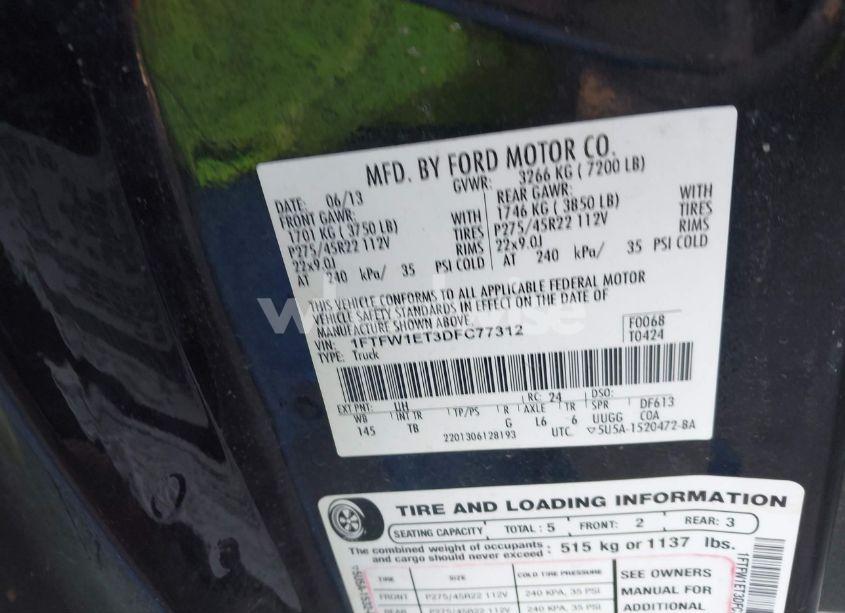 MFD. BY FORD MOTOR CO.
DATE: 06/13 GVWR: 3266 KG ( 7200 LB)
FRONT GAWR: REAR GAWR:
1701 KG ( 3750 LB) WITH 1746 KG ( 3850 LB) WITH
P275/45R22 112V TIRES P275/45R22 112V TIRES
22x9.0J RIMS 22x9.0J RIMS
AT 240 kPa/ 35 PSI COLD AT 240 kPa/ 35 PSI COLD
THIS VEHICLE CONFORMS TO ALL APPLICABLE FEDERAL MOTOR
VEHICLE SAFETY STANDARDS IN EFFECT ON THE DATE OF
MANUFACTURE SHOWN ABOVE.
VIN: 1FTFW1ET3DFC77312 F0068
TYPE: Truck T0424
EXT PNT: UH RC: 24 DSO:
WB INT TR TP/PS R AXLE TR SPR DF613
145 TB G L6 6 UUGG COA
2201306128193 UTC. ▽5U5A-1520472-BA
TIRE AND LOADING INFORMATION
SEATING CAPACITY TOTAL : 5 FRONT: 2 REAR: 3
The combined weight of occupants
and cargo should never exceed : 515 kg or 1137 lbs.
TIRE SIZE COLD TIRE PRESSURE SEE OWNERS
FRONT P275/45R22 112V 240 KPA, 35 PSI MANUAL FOR
REAR P275/45R22 112V 240 KPA, 35 PSI ADDITIONAL